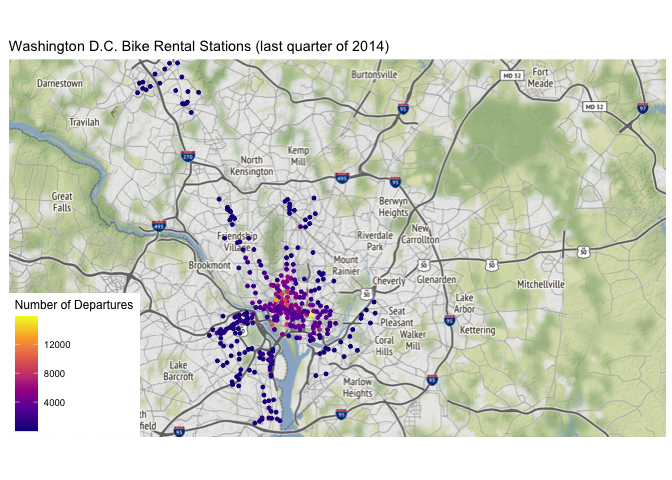 Washington D.C. Bike Rental Stations (last quarter of 2014)
Darnestown
Burtonsville
MD 32
Fort
Meade
MD 32
95
97
Travilah
270
North
Kensington
Kemp
Mill
495
95
Great
Falls
Berwyn
Heights
495
Friendship
Village
Riverdale
Park
New
Carrollton
Brookmont
Mount
Rainier
50
50
50
Cheverly
Glenarden
Mitchellville
50
Number of Departures
12000
8000
4000
Lake
Arbor
Seat
Pleasant
95
Kettering
Coral
Hills
Walker
Mill
Lake
Barcroft
Marlow
Heights
95
th
field
95
95